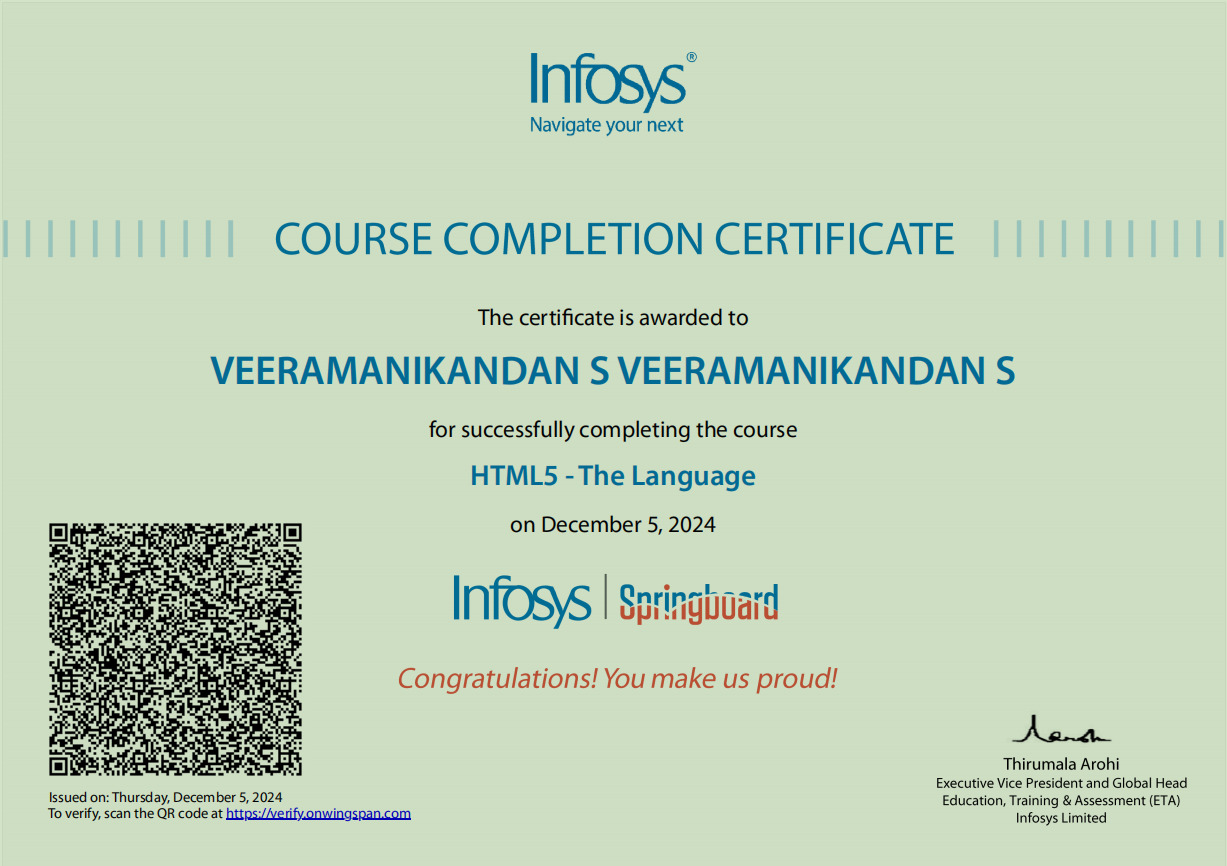 Infosys®
Navigate your next
COURSE COMPLETION CERTIFICATE
The certificate is awarded to
VEERAMANIKANDAN S VEERAMANIKANDAN S
for successfully completing the course
HTML5 - The Language
on December 5, 2024
Infosys | Springboard
Congratulations! You make us proud!
Issued on: Thursday, December 5, 2024
To verify, scan the QR code at https://verify.onwingspan.com
Thirumala Arohi
Executive Vice President and Global Head
Education, Training & Assessment (ETA)
Infosys Limited